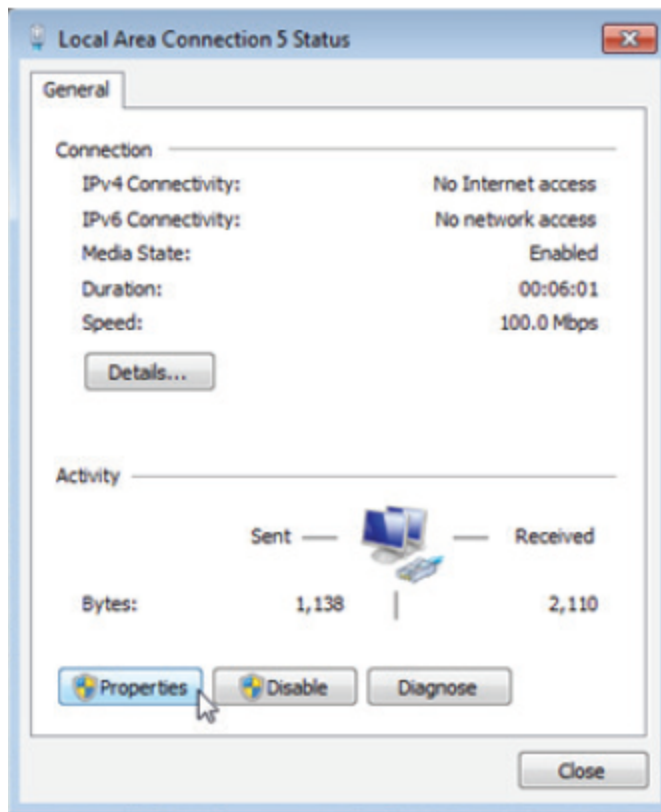 Local Area Connection 5 Status
General
Connection
IPv4 Connectivity: No Internet access
IPv6 Connectivity: No network access
Media State: Enabled
Duration: 00:06:01
Speed: 100.0 Mbps
Details...
Activity
Sent — — Received
Bytes: 1,138 | 2,110
Properties Disable Diagnose
Close